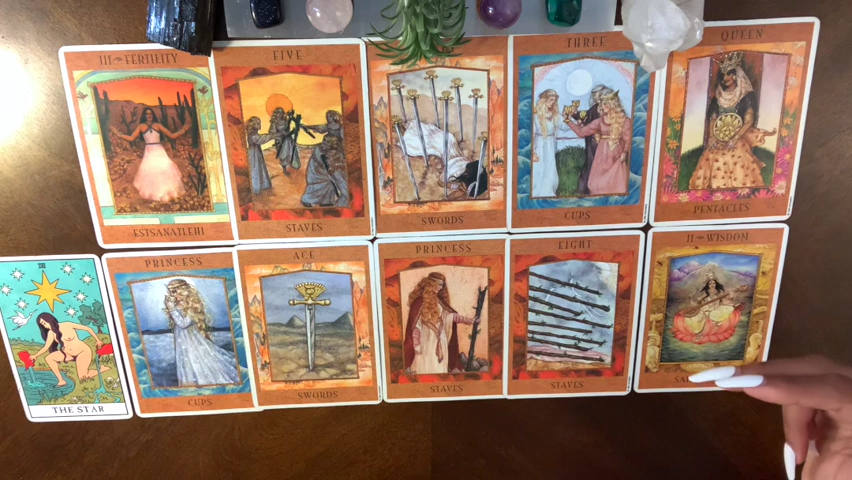 III FERTILITY
ESTSANATLEHI
FIVE
STAVES
SWORDS
THREE
CUPS
QUEEN
PENTACLES
THE STAR
PRINCESS
CUPS
ACE
SWORDS
PRINCESS
STAVES
EIGHT
STAVES
II WISDOM